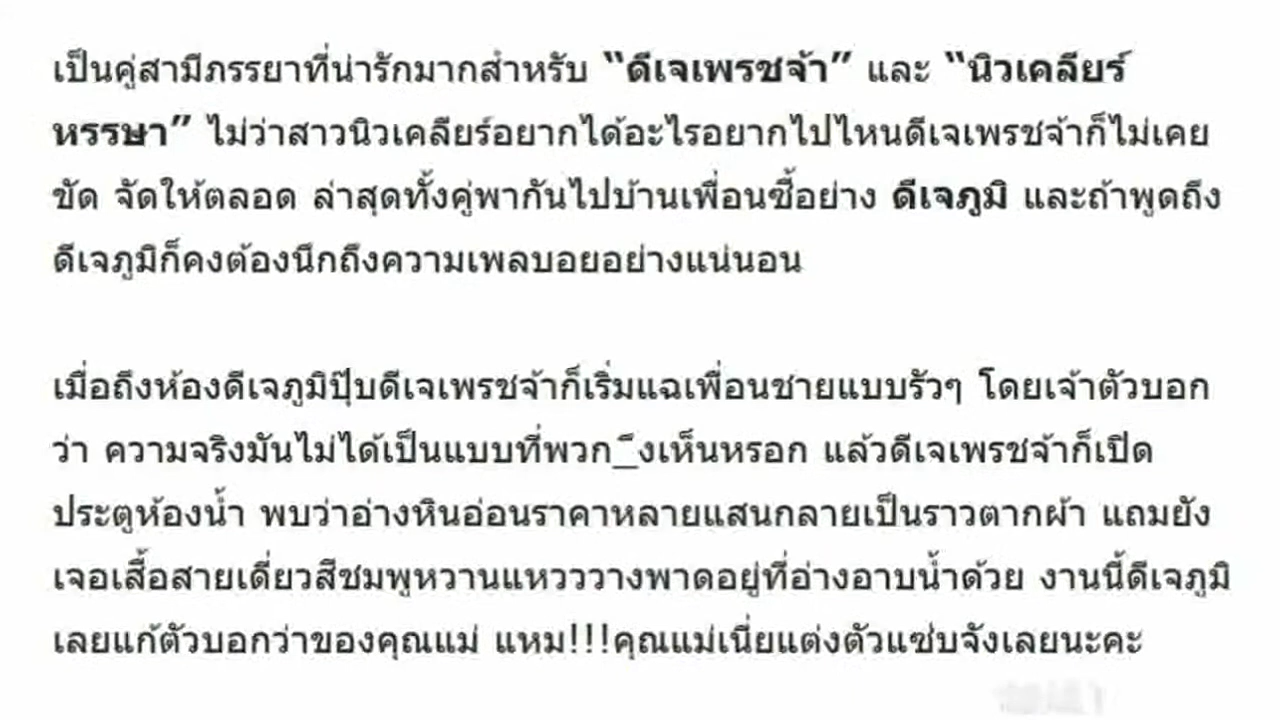 เป็นคู่สามีภรรยาที่น่ารักมากสำหรับ “ดีเจเพรชจ้า” และ “นิวเคลียร์
หรรษา” ไม่ว่าสาวนิวเคลียร์อยากได้อะไรอยากไปไหนดีเจเพรชจ้าก็ไม่เคย
ขัด จัดให้ตลอด ล่าสุดทั้งคู่พากันไปบ้านเพื่อนซี้อย่าง ดีเจภูมิ และถ้าพูดถึง
ดีเจภูมิก็คงต้องนึกถึงความเพลบอยอย่างแน่นอน
เมื่อถึงห้องดีเจภูมิปุ๊บดีเจเพรชจ้าก็เริ่มแฉเพื่อนชายแบบรัวๆ โดยเจ้าตัวบอก
ว่า ความจริงมันไม่ได้เป็นแบบที่พวก_ึงเห็นหรอก แล้วดีเจเพรชจ้าก็เปิด
ประตูห้องน้ำ พบว่าอ่างหินอ่อนราคาหลายแสนกลายเป็นราวตากผ้า แถมยัง
เจอเสื้อสายเดี่ยวสีชมพูหวานแหวววางพาดอยู่ที่อ่างอาบน้ำด้วย งานนี้ดีเจภูมิ
เลยแก้ตัวบอกว่าของคุณแม่ แหม!!!คุณแม่เนี่ยแต่งตัวแซ่บจังเลยนะคะ